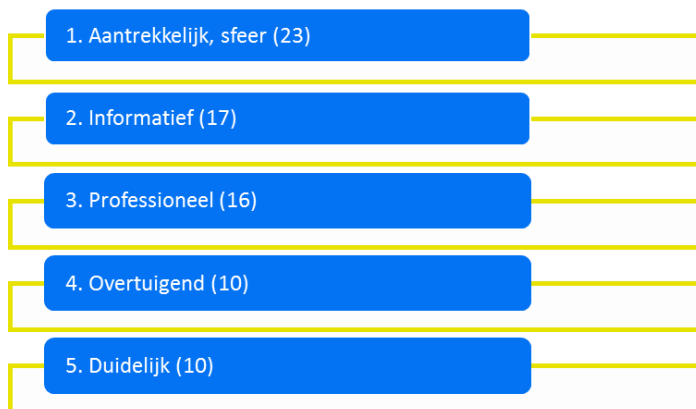 1. Aantrekkelijk, sfeer (23)
2. Informatief (17)
3. Professioneel (16)
4. Overtuigend (10)
5. Duidelijk (10)